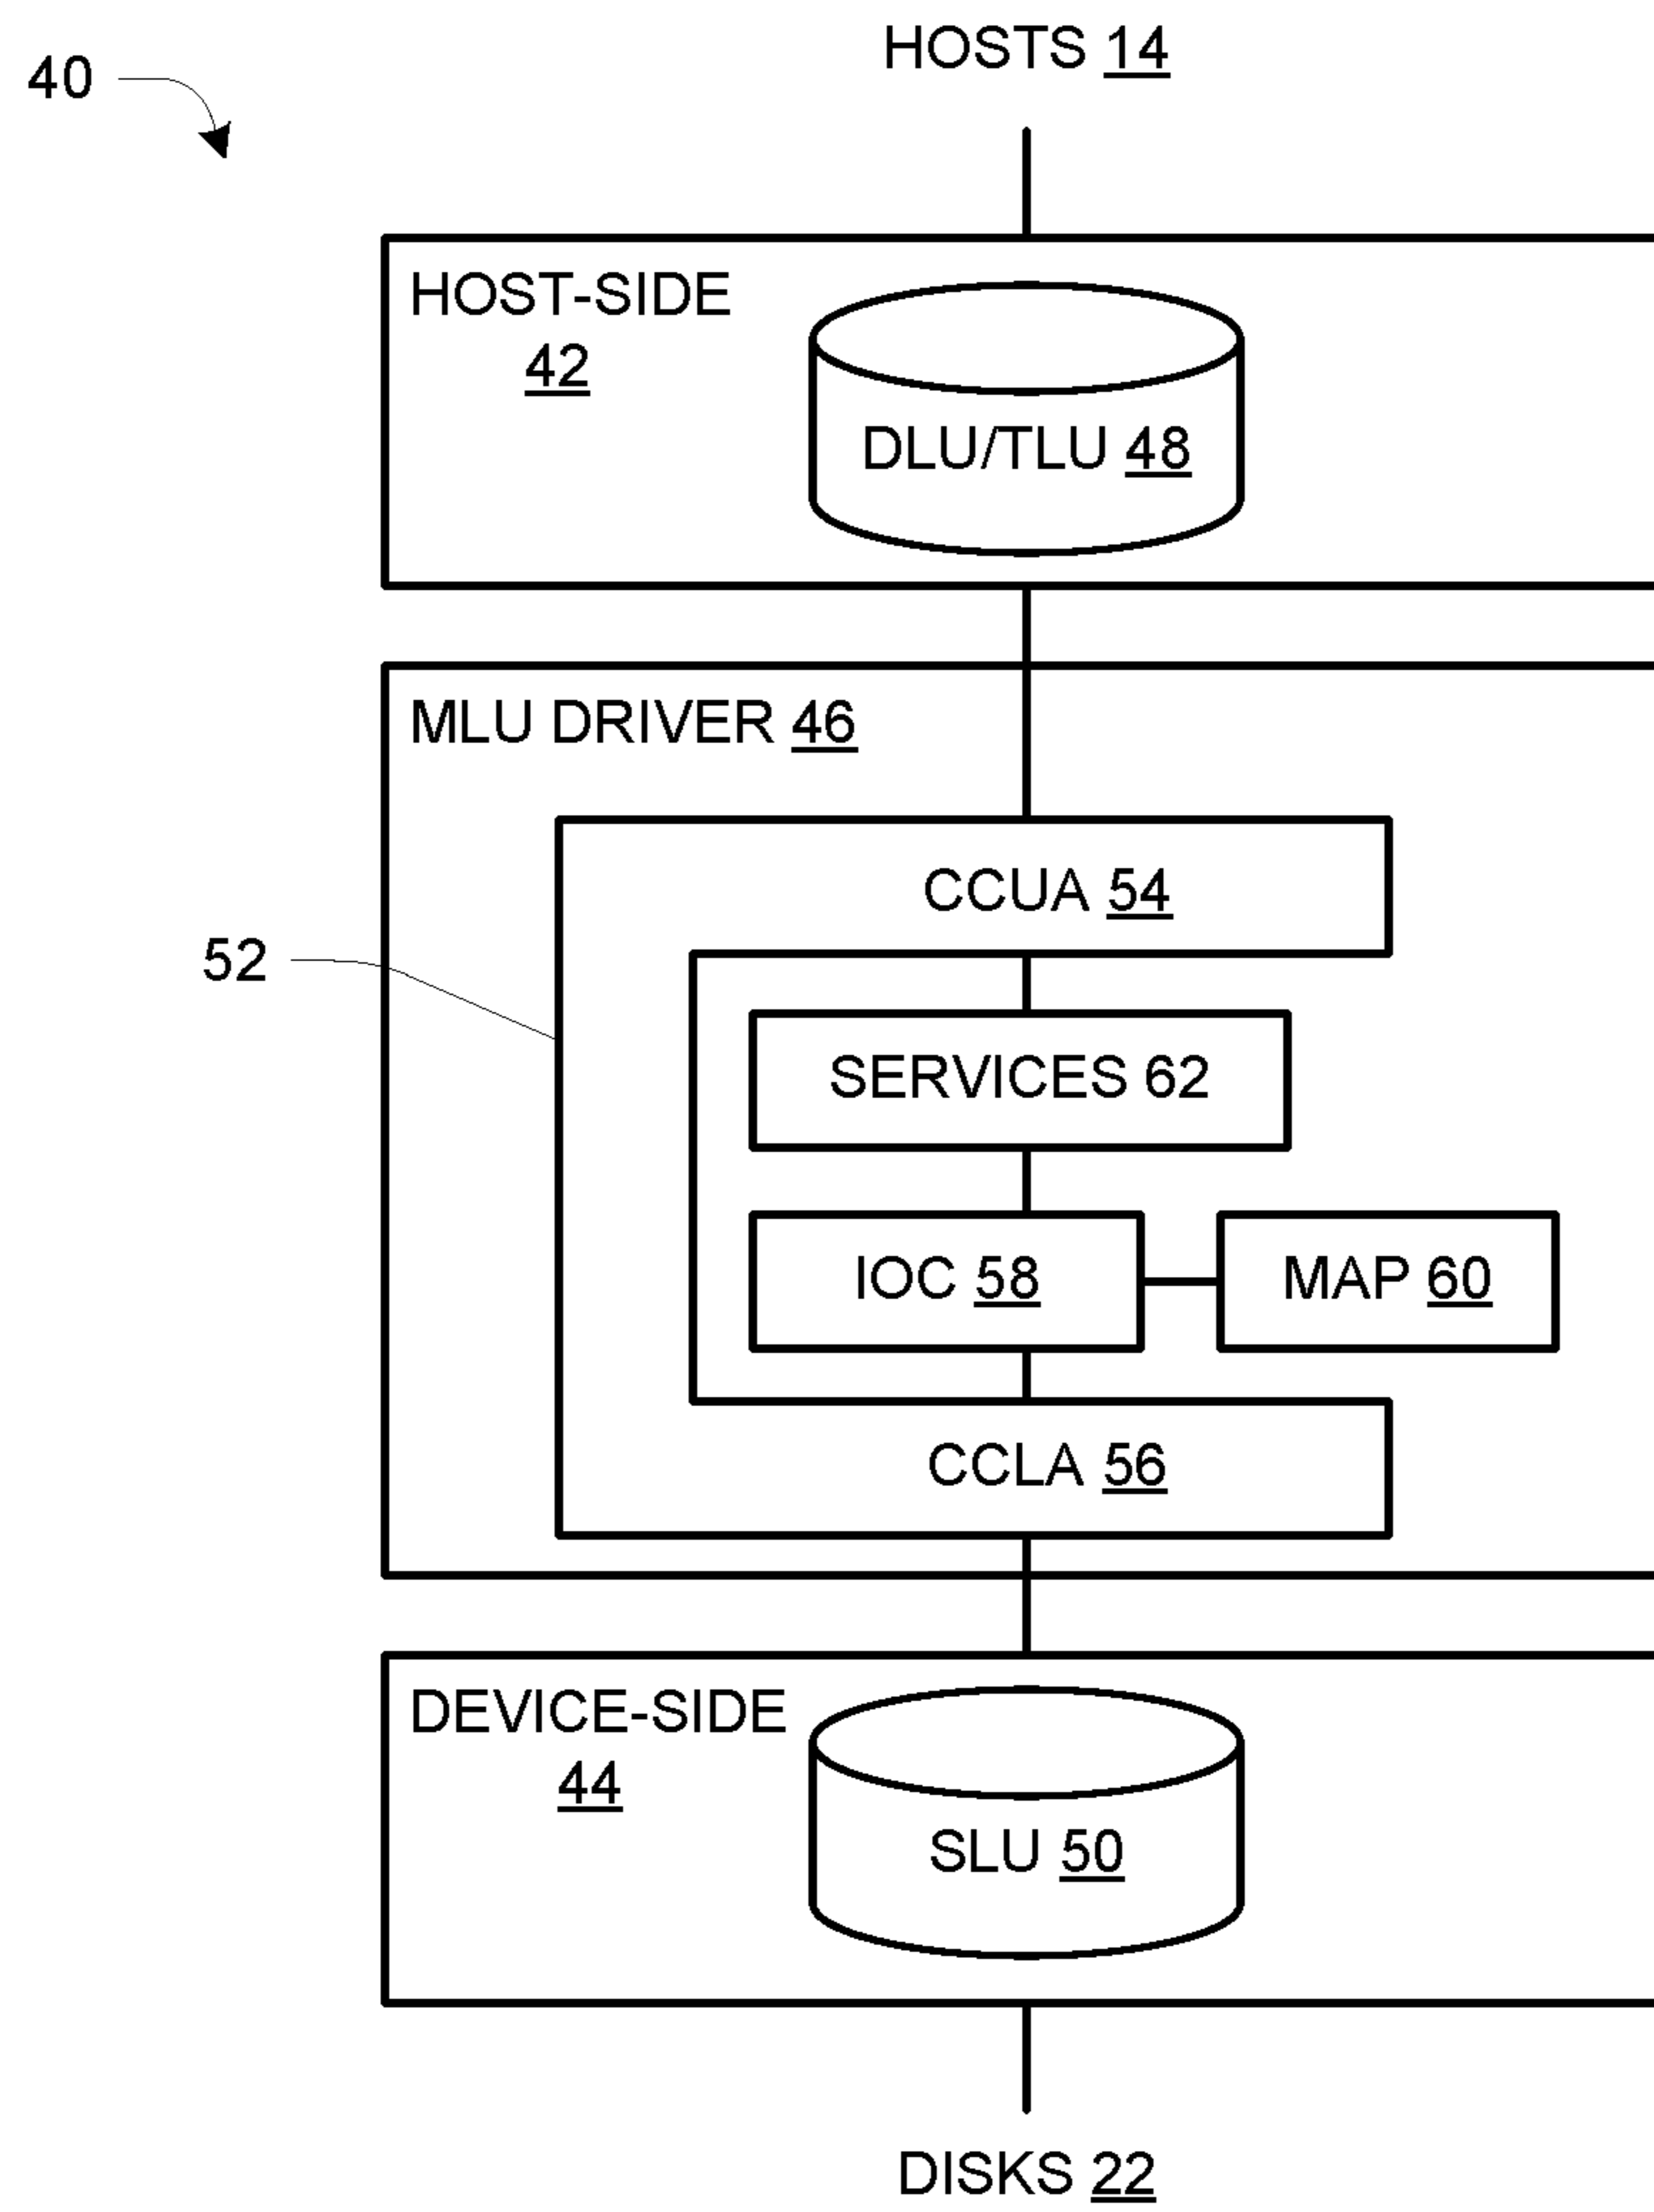 HOSTS 14
40
HOST-SIDE
42
DLU/TLU 48
MLU DRIVER 46
CCUA 54
52
SERVICES 62
IOC 58
MAP 60
CCLA 56
DEVICE-SIDE
44
SLU 50
DISKS 22